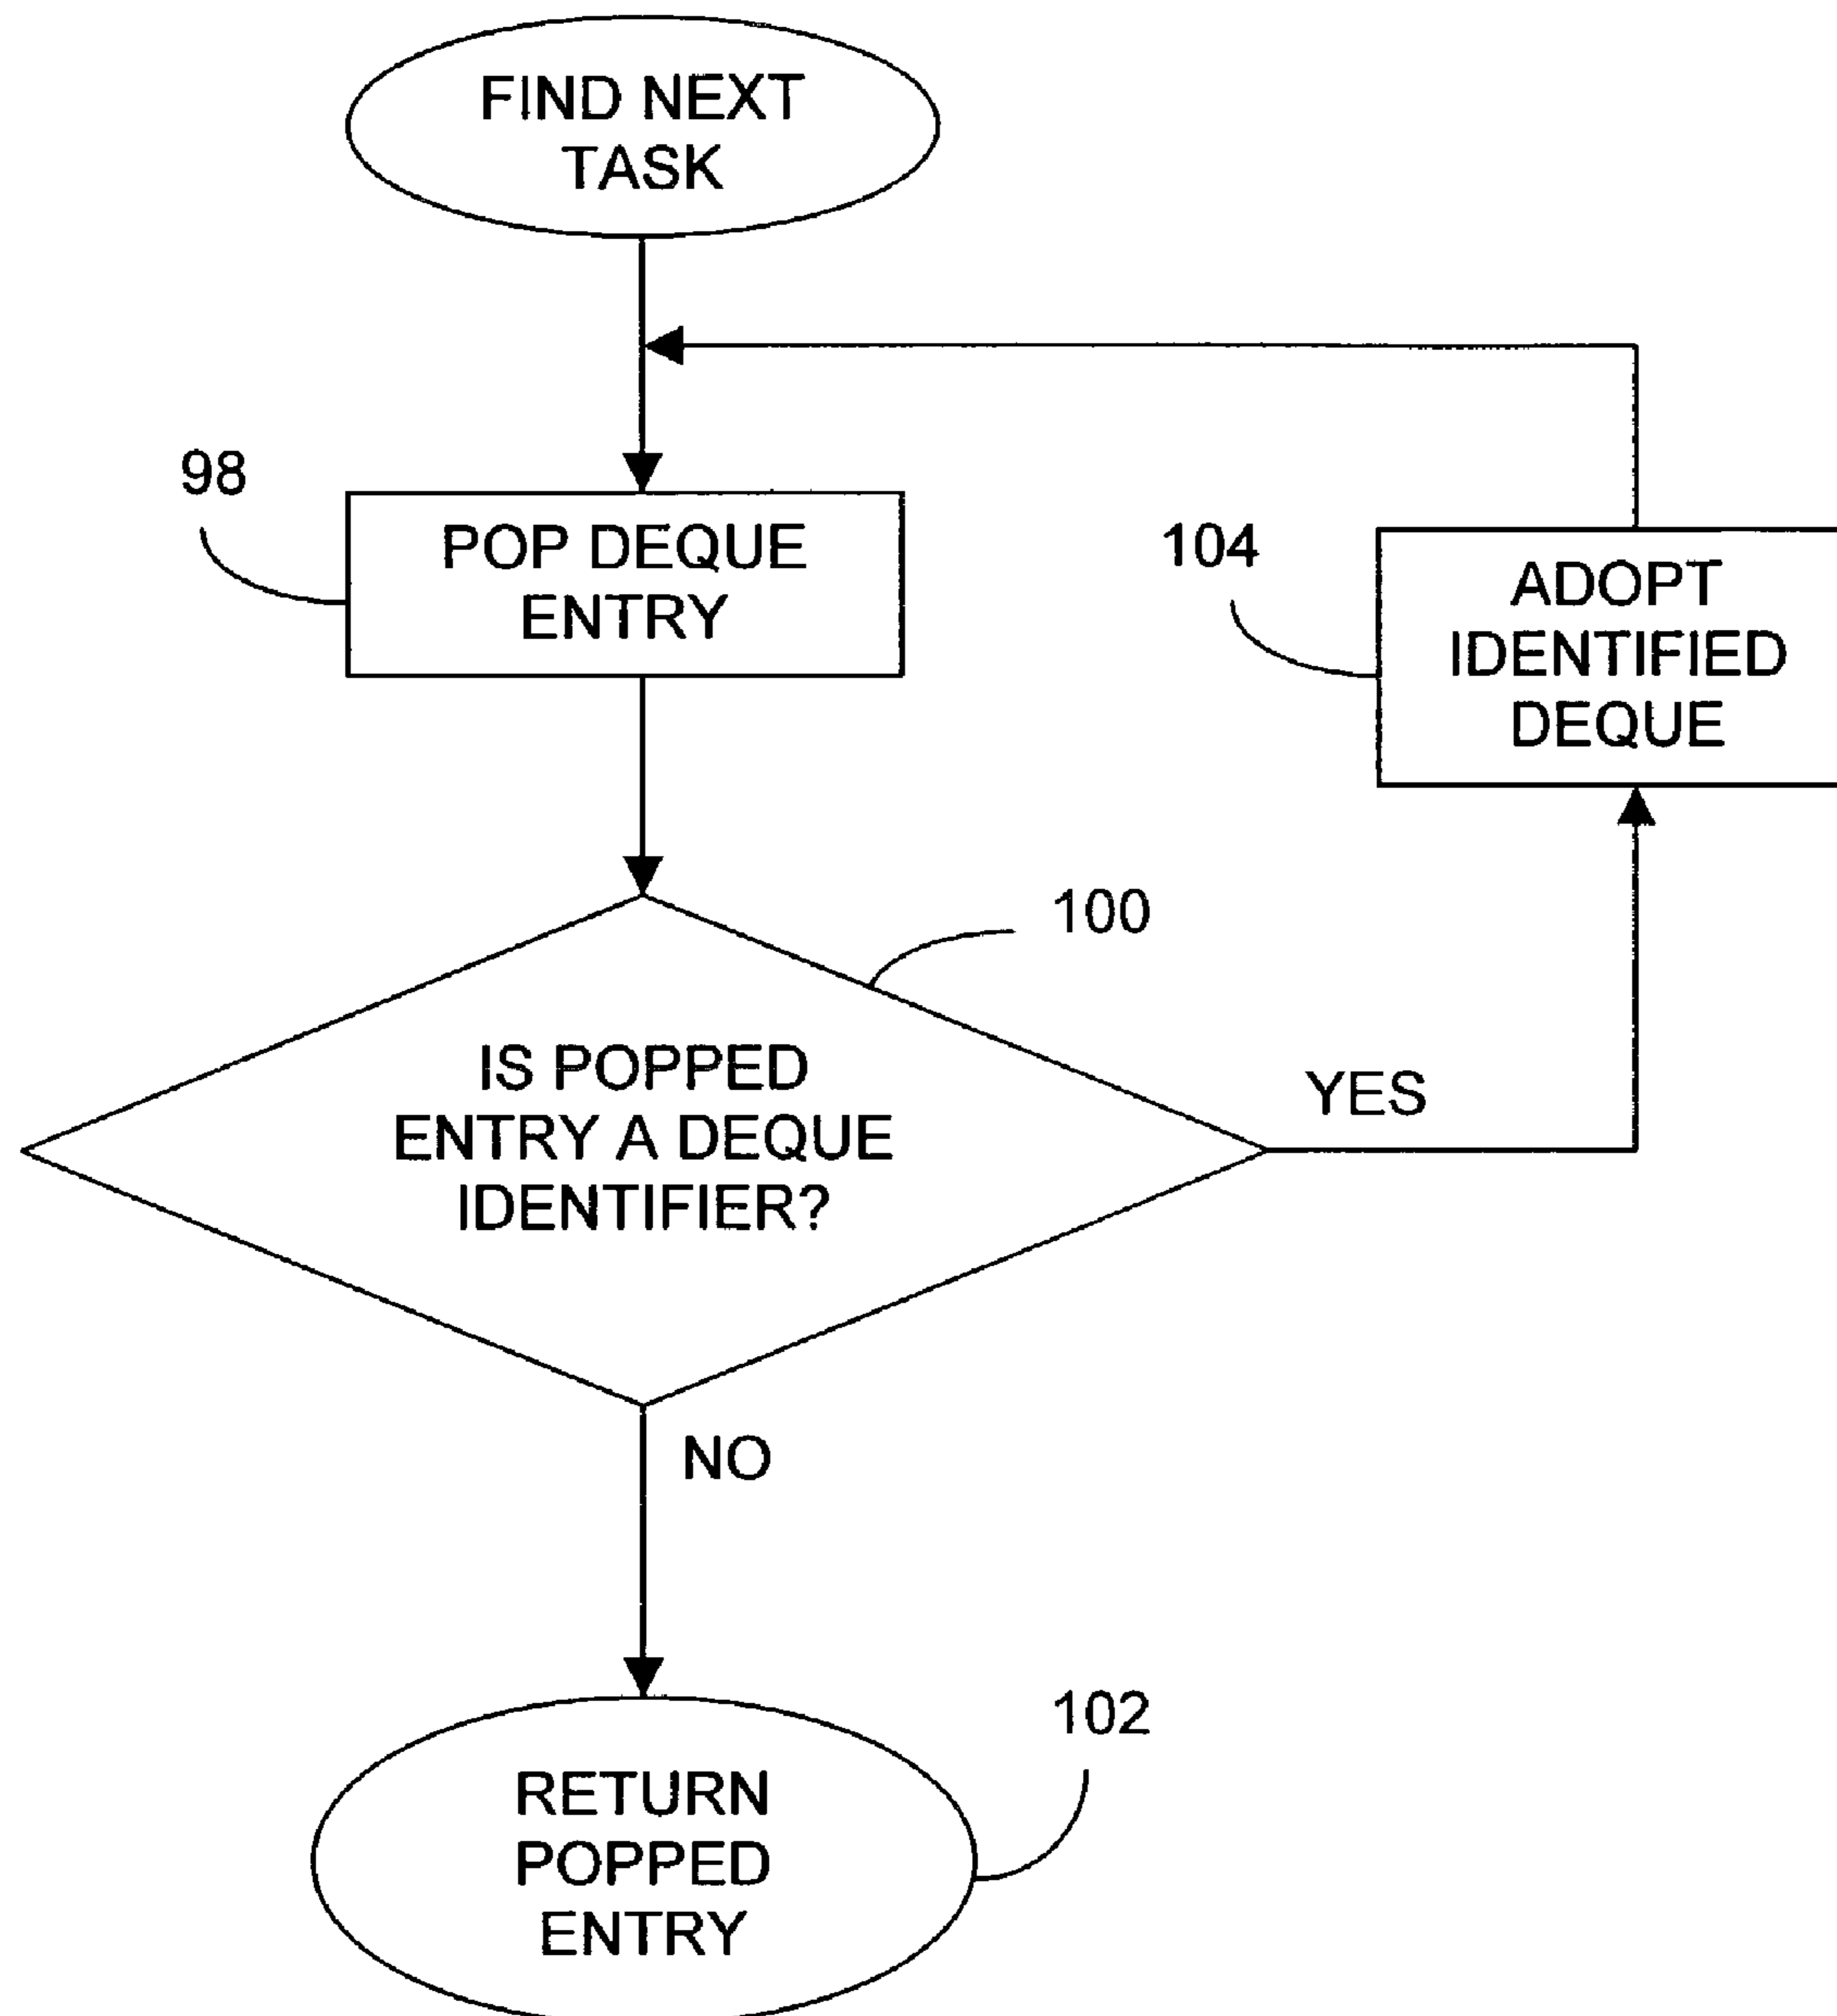 FIND NEXT
TASK
98
POP DEQUE
ENTRY
104
ADOPT
IDENTIFIED
DEQUE
100
IS POPPED
ENTRY A DEQUE
IDENTIFIER?
YES
NO
102
RETURN
POPPED
ENTRY